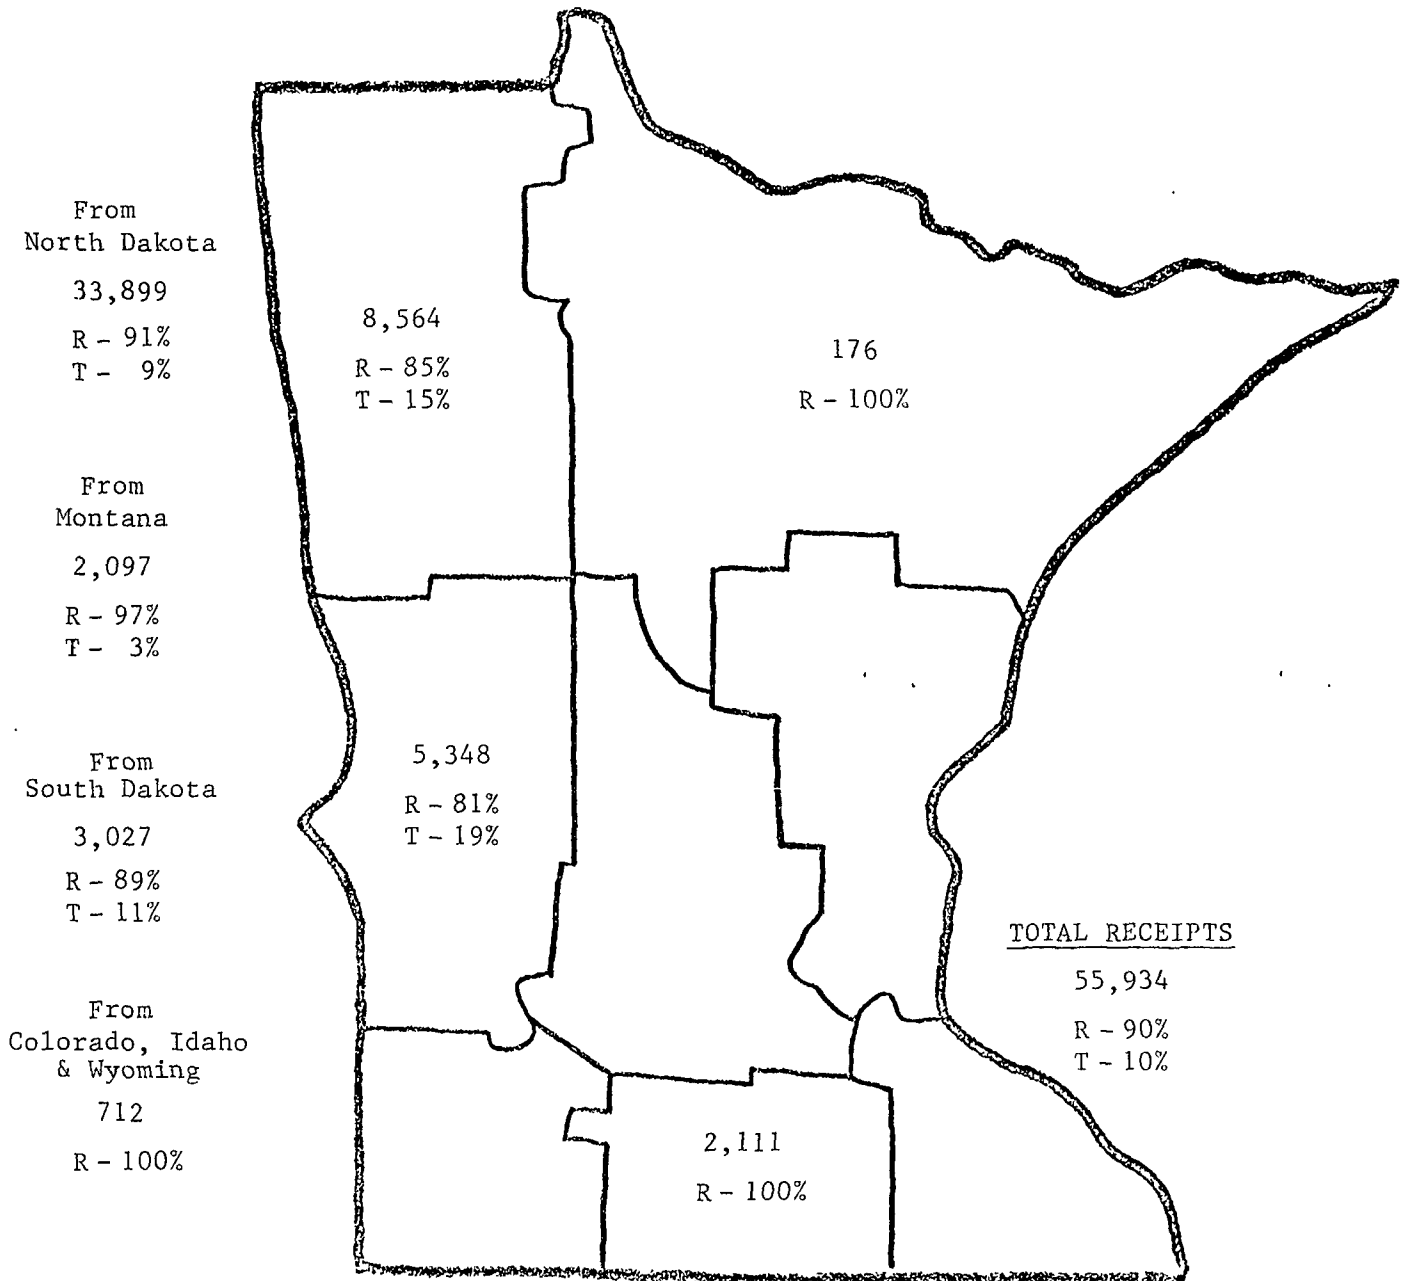 From
North Dakota
33,899
R - 91%
T - 9%
From
Montana
2,097
R - 97%
T - 3%
From
South Dakota
3,027
R - 89%
T - 11%
From
Colorado, Idaho
& Wyoming
712
R - 100%
8,564
R - 85%
T - 15%
176
R - 100%
5,348
R - 81%
T - 19%
2,111
R - 100%
TOTAL RECEIPTS
55,934
R - 90%
T - 10%